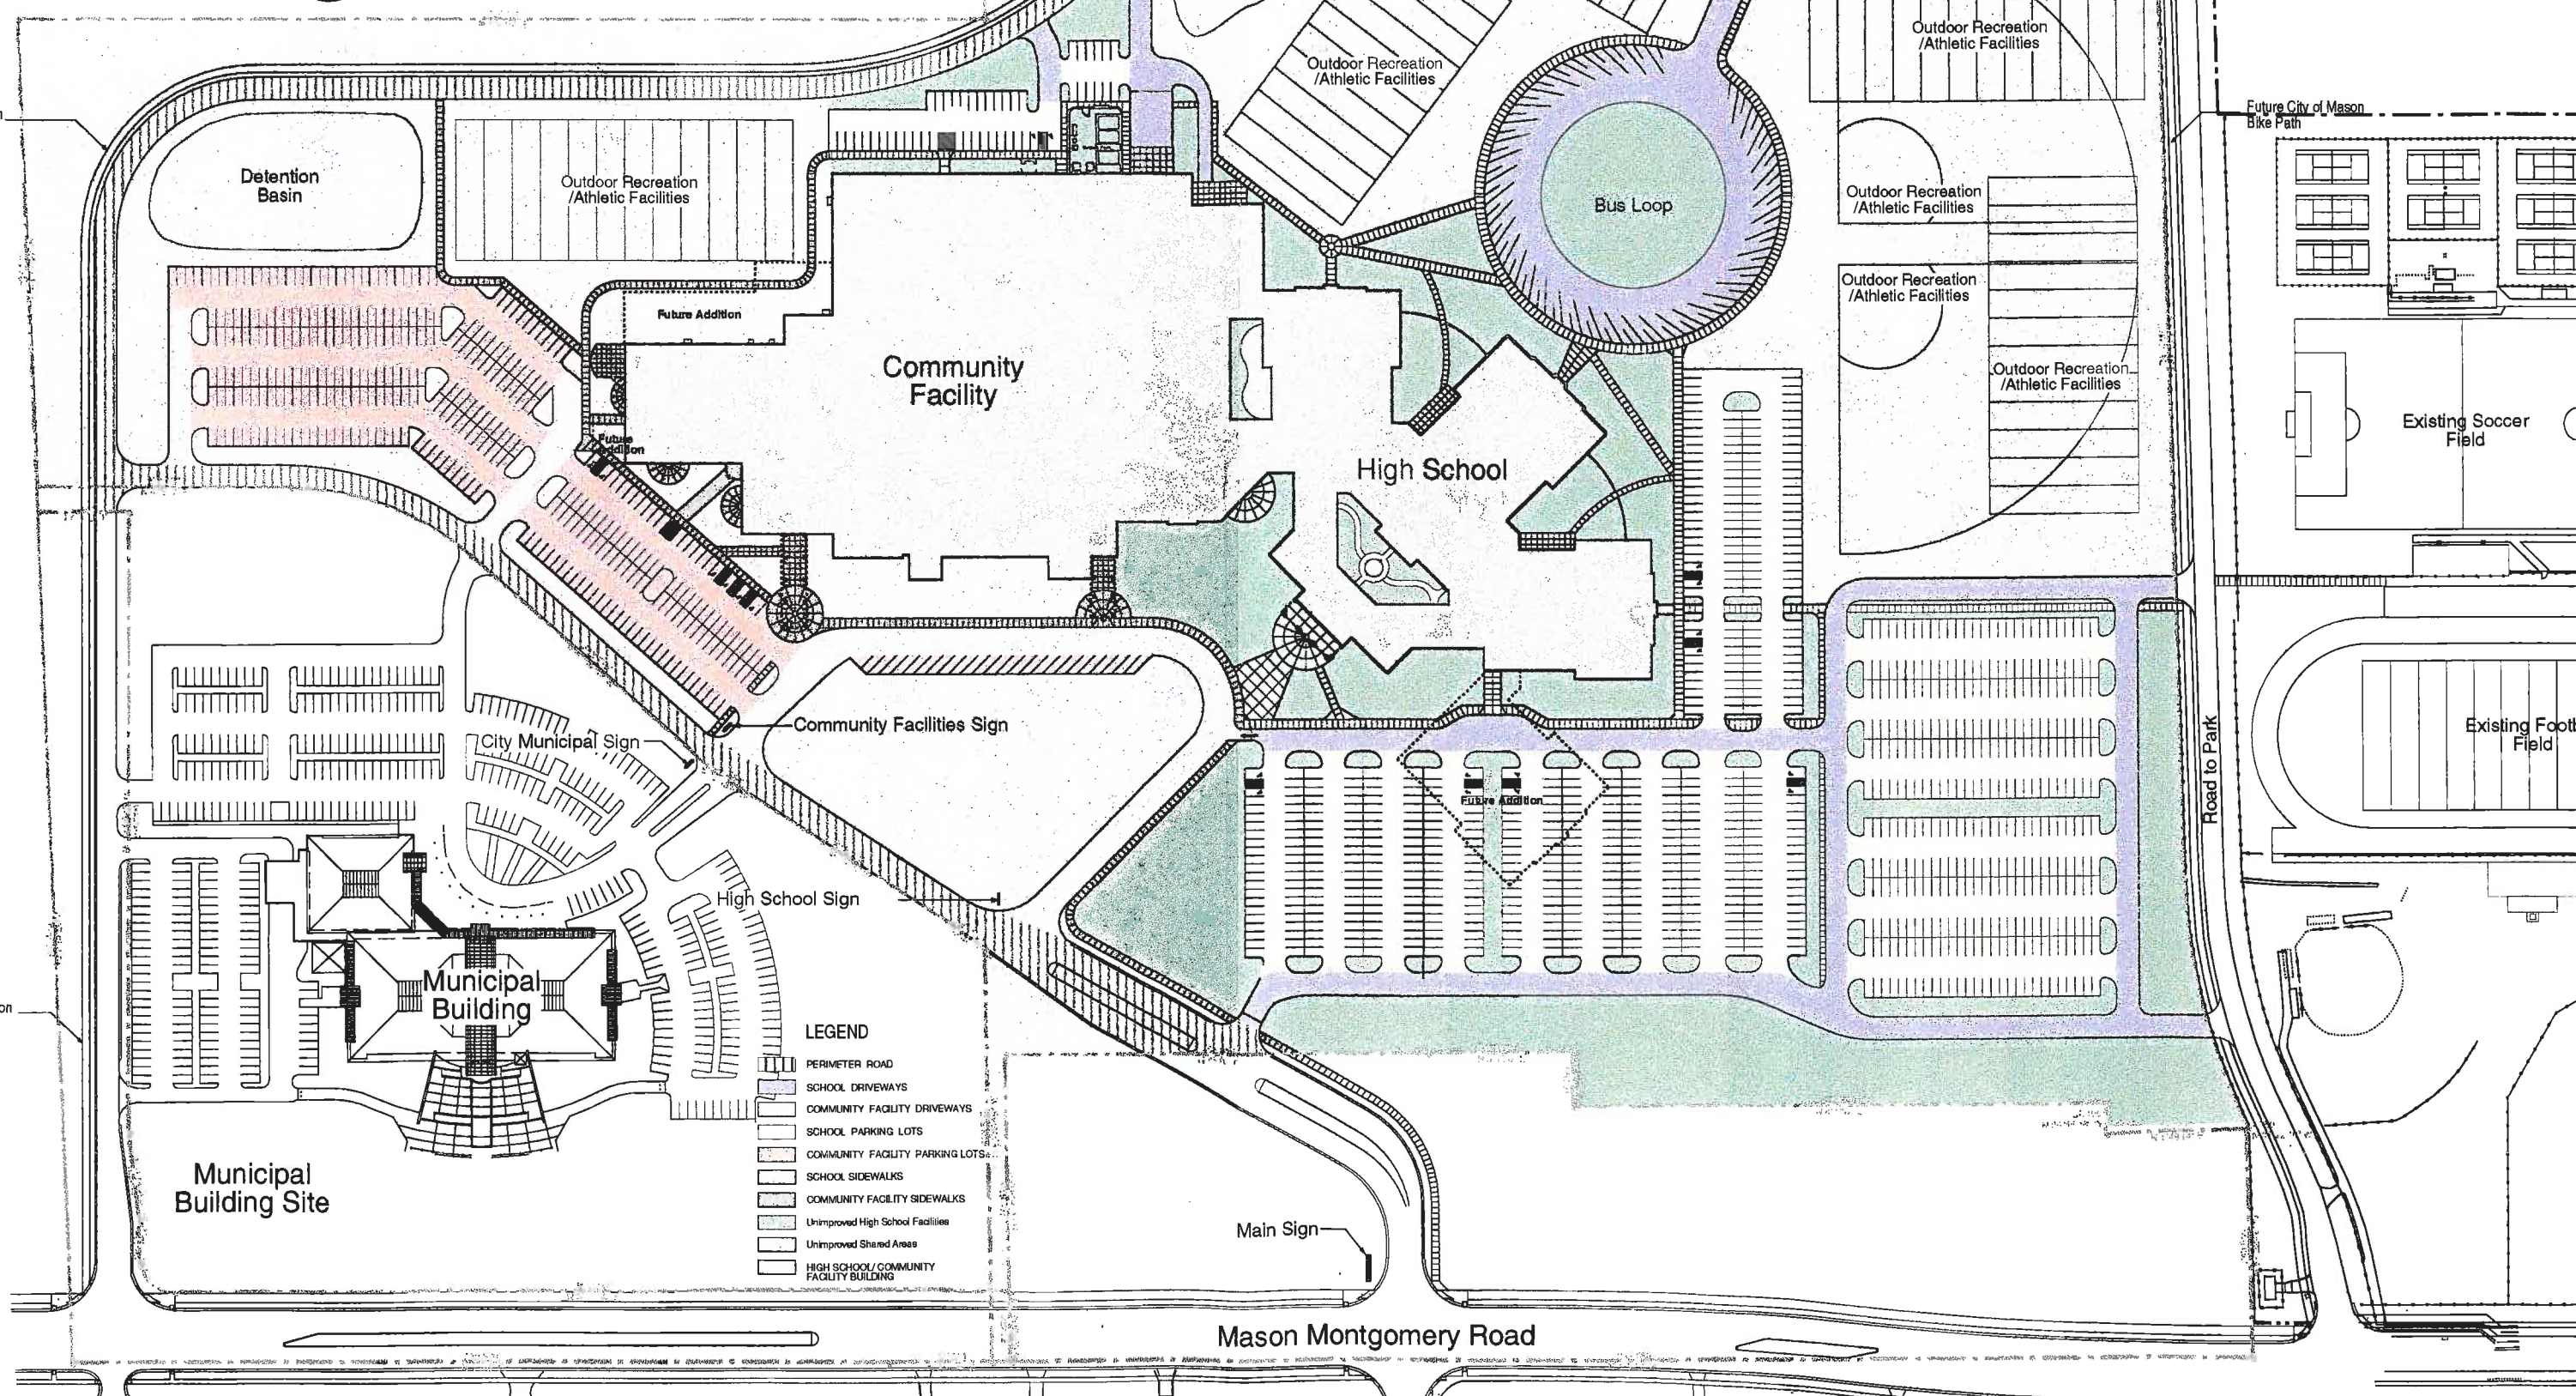 Outdoor Recreation
/Athletic Facilities
Outdoor Recreation
/Athletic Facilities
Future City of Mason
Bike Path
Detention
Basin
Outdoor Recreation
/Athletic Facilities
Bus Loop
Outdoor Recreation
/Athletic Facilities
Outdoor Recreation
/Athletic Facilities
Future Addition
Community
Facility
Outdoor Recreation
/Athletic Facilities
Existing Soccer
Field
Future
Addition
High School
Community Facilities Sign
City Municipal Sign
Existing Foot
Field
Road to Park
Future Addition
High School Sign
Municipal
Building
LEGEND
PERIMETER ROAD
SCHOOL DRIVEWAYS
COMMUNITY FACILITY DRIVEWAYS
SCHOOL PARKING LOTS
COMMUNITY FACILITY PARKING LOTS
SCHOOL SIDEWALKS
COMMUNITY FACILITY SIDEWALKS
Unimproved High School Facilities
Unimproved Shared Areas
HIGH SCHOOL/COMMUNITY
FACILITY BUILDING
Municipal
Building Site
Main Sign
Mason Montgomery Road